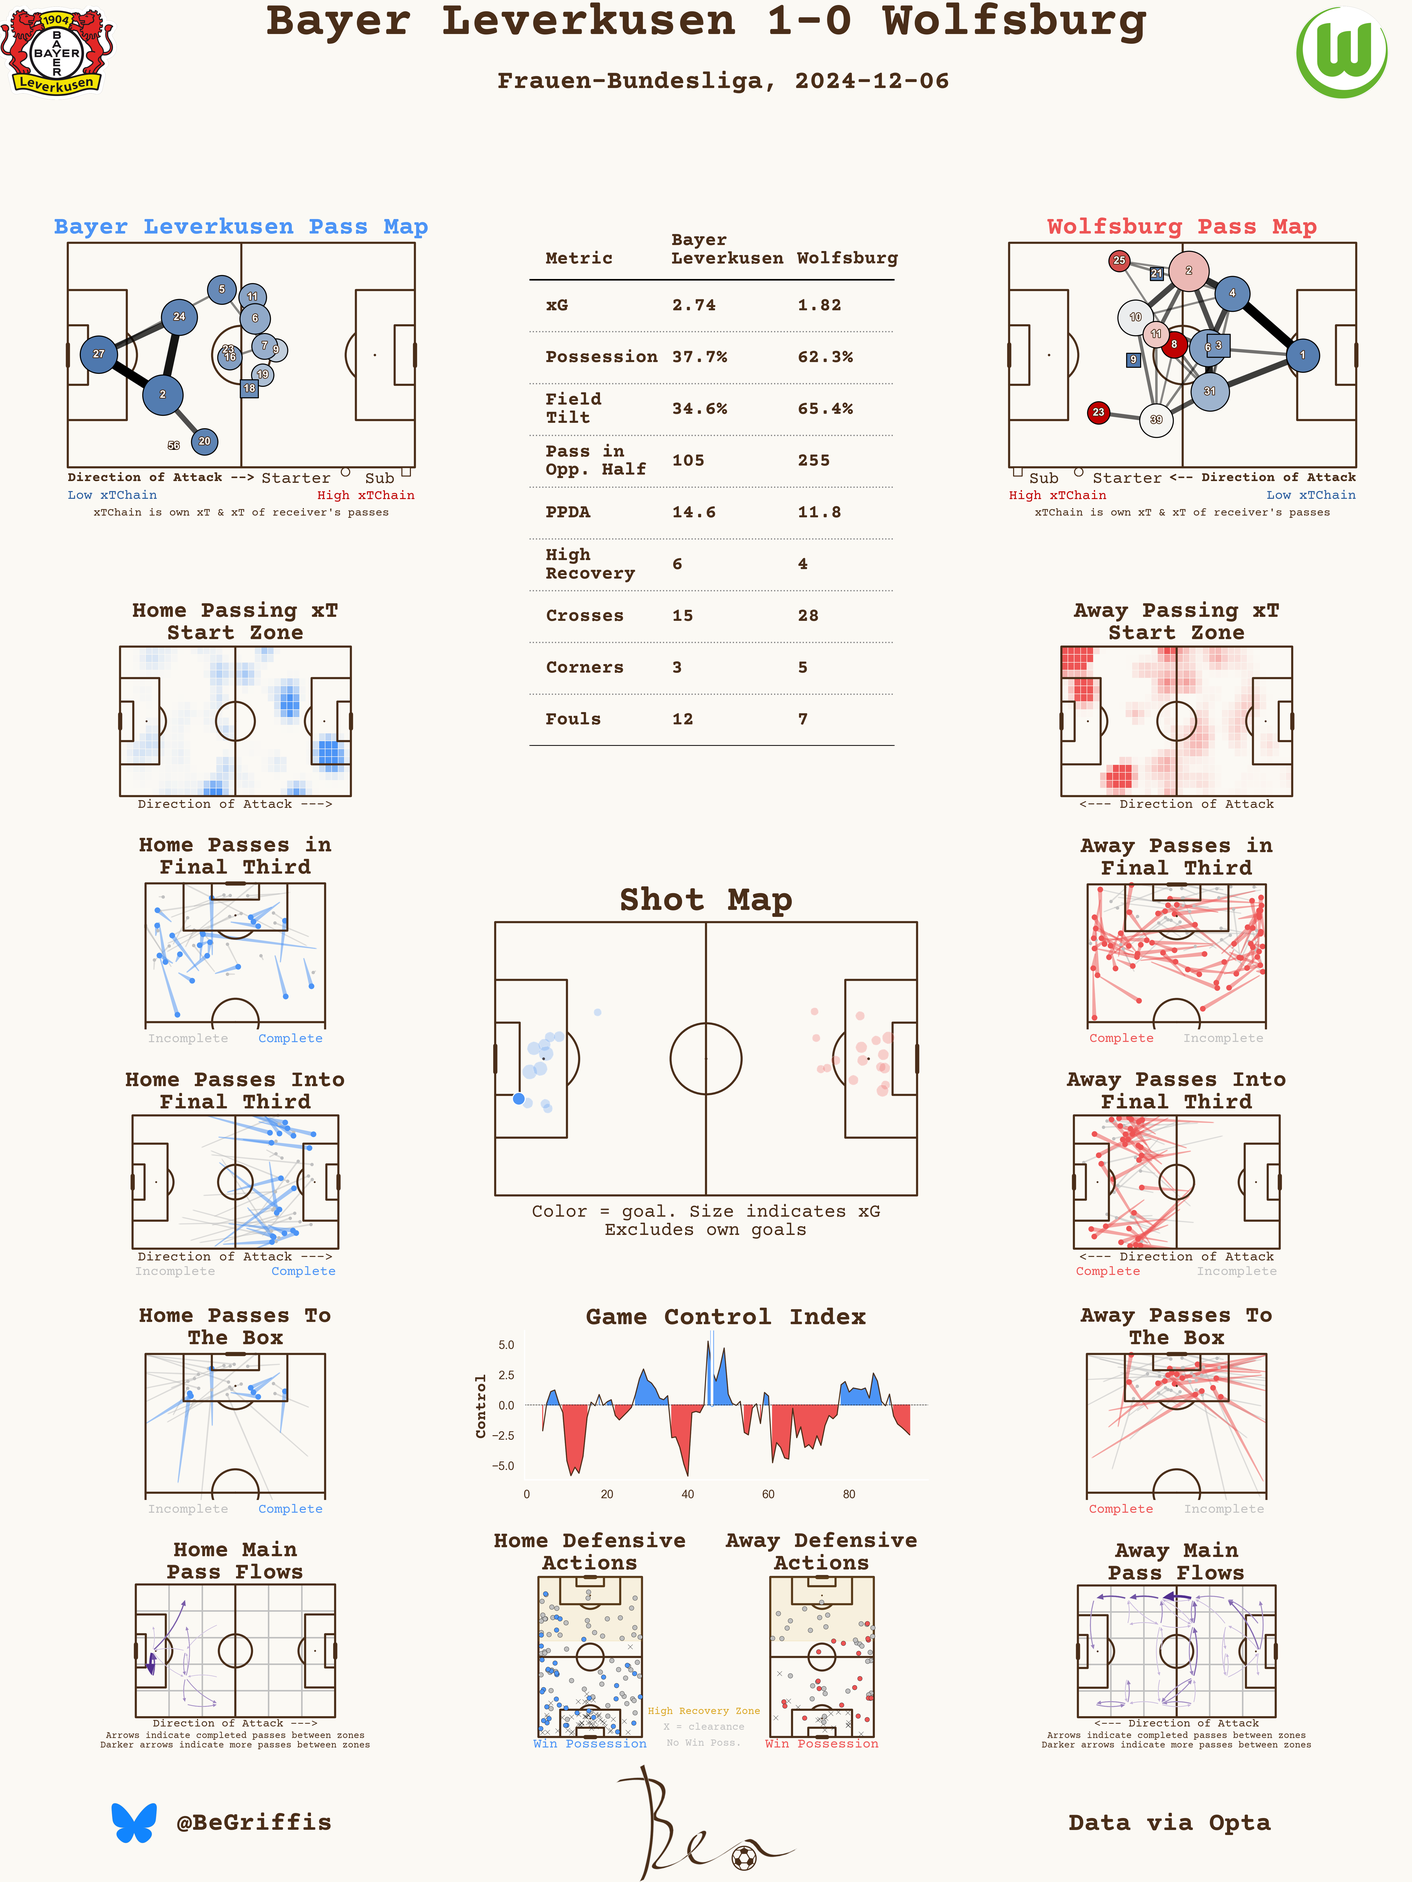 Bayer Leverkusen 1-0 Wolfsburg
Frauen-Bundesliga, 2024-12-06
1904
BAYER
BAYER
Leverkusen
Bayer Leverkusen Pass Map
5
11
24
6
27
23
7
9
16
19
18
2
56
20
Direction of Attack --> Starter Sub
Low xTChain High xTChain
xTChain is own xT & xT of receiver's passes
Metric Bayer Leverkusen Wolfsburg
xG 2.74 1.82
Possession 37.7% 62.3%
Field Tilt 34.6% 65.4%
Pass in Opp. Half 105 255
PPDA 14.6 11.8
High Recovery 6 4
Crosses 15 28
Corners 3 5
Fouls 12 7
Wolfsburg Pass Map
25
21
2
4
10
11
8
6
3
1
9
31
23
39
Sub Starter <-- Direction of Attack
High xTChain Low xTChain
xTChain is own xT & xT of receiver's passes
Home Passing xT
Start Zone
Direction of Attack --->
Away Passing xT
Start Zone
<--- Direction of Attack
Home Passes in
Final Third
Incomplete Complete
Away Passes in
Final Third
Complete Incomplete
Shot Map
Color = goal. Size indicates xG
Excludes own goals
Home Passes Into
Final Third
Direction of Attack --->
Incomplete Complete
Away Passes Into
Final Third
<--- Direction of Attack
Complete Incomplete
Home Passes To
The Box
Incomplete Complete
Game Control Index
Control
5.0
2.5
0.0
−2.5
−5.0
0 20 40 60 80
Away Passes To
The Box
Complete Incomplete
Home Main
Pass Flows
Direction of Attack --->
Arrows indicate completed passes between zones
Darker arrows indicate more passes between zones
Home Defensive
Actions
Win Possession
High Recovery Zone
X = clearance
No Win Poss.
Away Defensive
Actions
Win Possession
Away Main
Pass Flows
<--- Direction of Attack
Arrows indicate completed passes between zones
Darker arrows indicate more passes between zones
@BeGriffis
Data via Opta